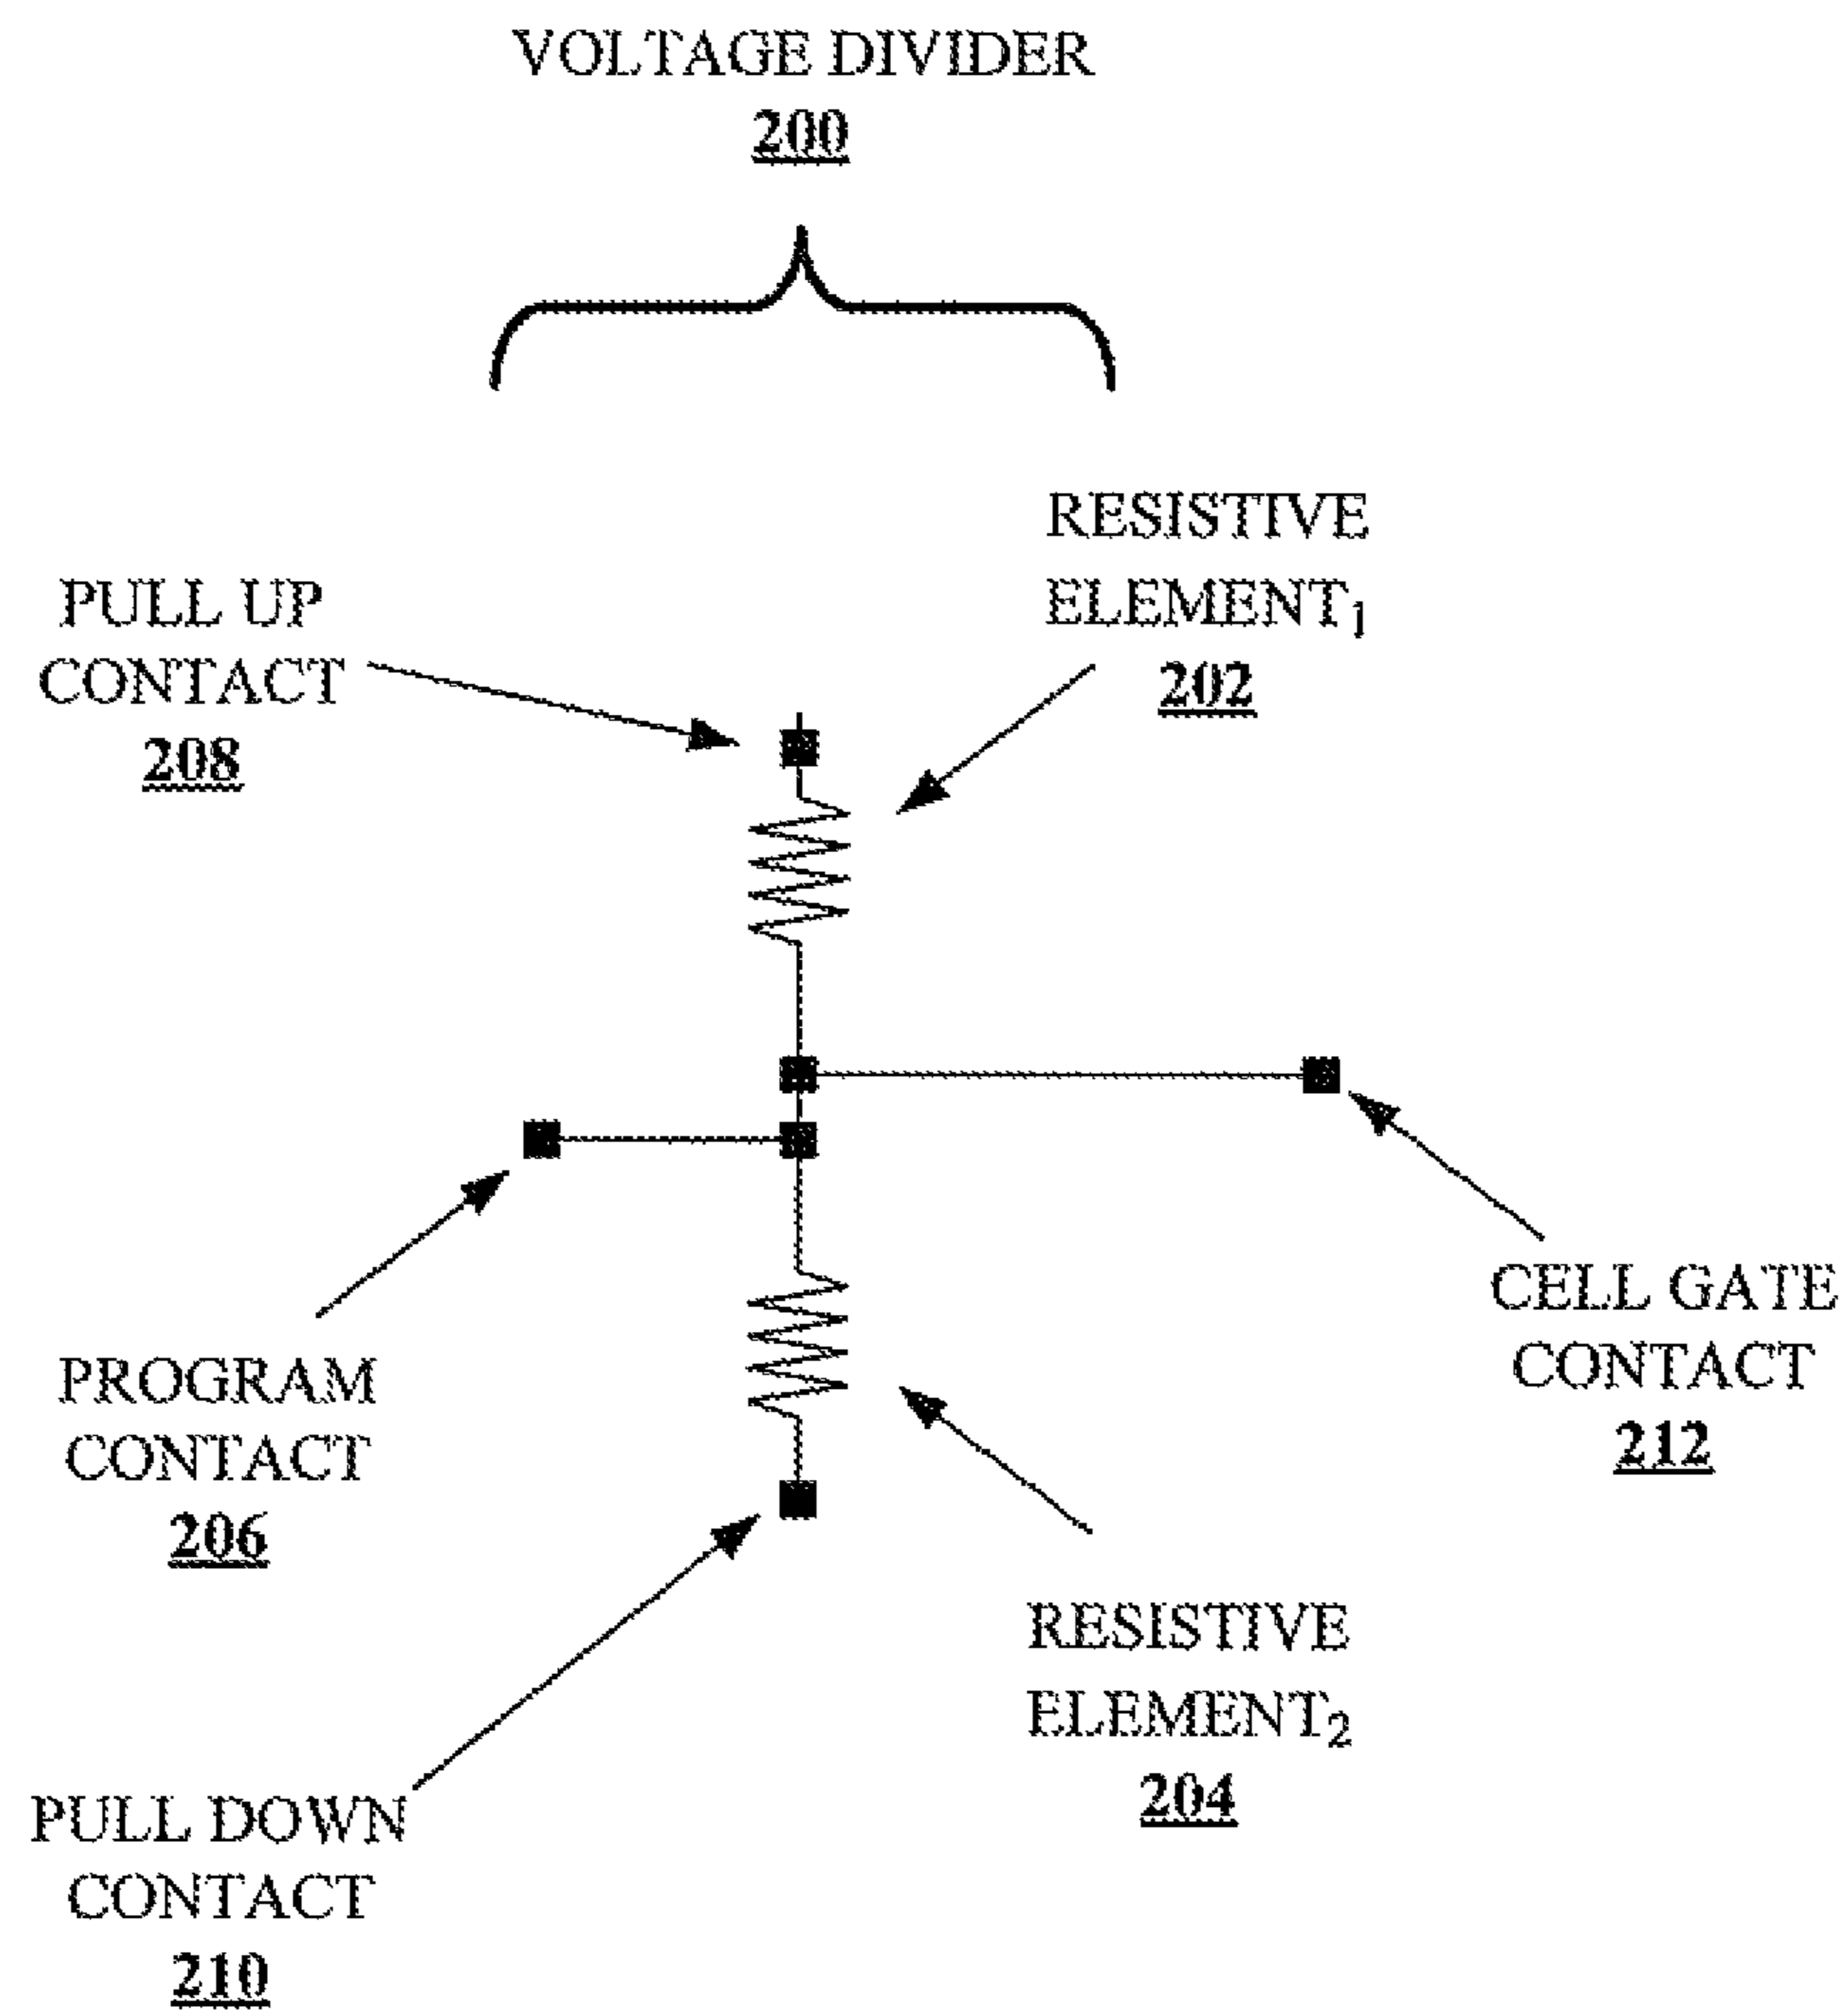 VOLTAGE DIVIDER
200
RESISTIVE
ELEMENT₁
202
PULL UP
CONTACT
208
CELL GATE
CONTACT
212
PROGRAM
CONTACT
206
RESISTIVE
ELEMENT₂
204
PULL DOWN
CONTACT
210